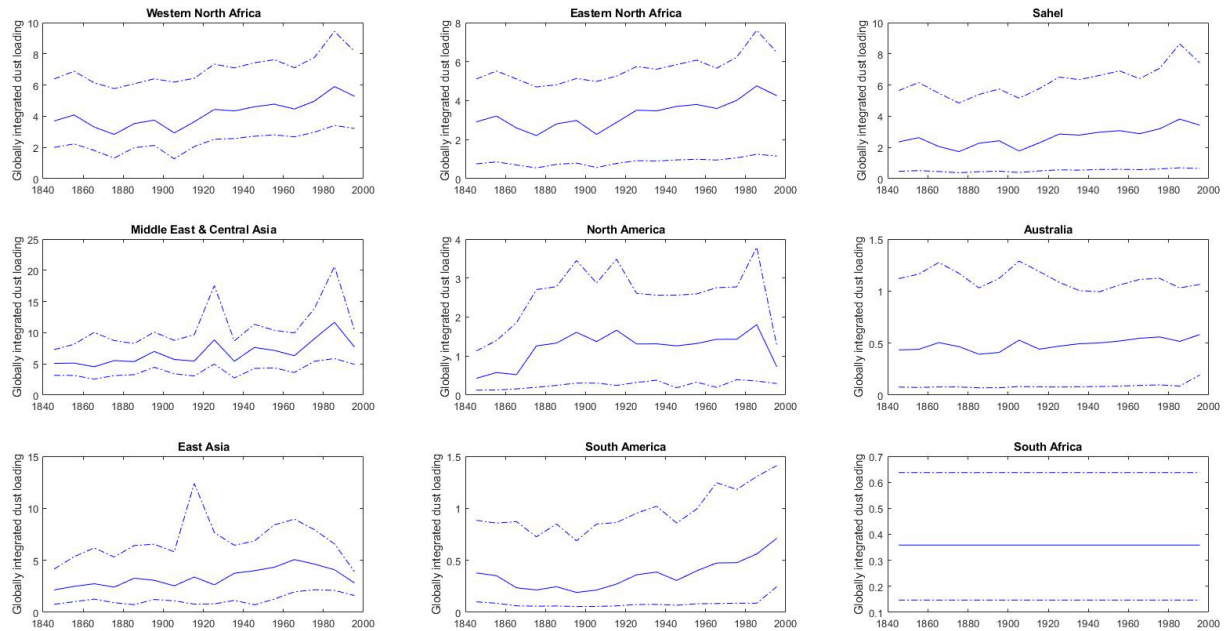 Western North Africa
Globally integrated dust loading
10
8
6
4
2
0
1840 1860 1880 1900 1920 1940 1960 1980 2000
Eastern North Africa
Globally integrated dust loading
8
6
4
2
0
1840 1860 1880 1900 1920 1940 1960 1980 2000
Sahel
Globally integrated dust loading
10
8
6
4
2
0
1840 1860 1880 1900 1920 1940 1960 1980 2000
Middle East & Central Asia
Globally integrated dust loading
25
20
15
10
5
0
1840 1860 1880 1900 1920 1940 1960 1980 2000
North America
Globally integrated dust loading
4
3
2
1
0
1840 1860 1880 1900 1920 1940 1960 1980 2000
Australia
Globally integrated dust loading
1.5
1
0.5
0
1840 1860 1880 1900 1920 1940 1960 1980 2000
East Asia
Globally integrated dust loading
15
10
5
0
1840 1860 1880 1900 1920 1940 1960 1980 2000
South America
Globally integrated dust loading
1.5
1
0.5
0
1840 1860 1880 1900 1920 1940 1960 1980 2000
South Africa
Globally integrated dust loading
0.7
0.6
0.5
0.4
0.3
0.2
0.1
1840 1860 1880 1900 1920 1940 1960 1980 2000